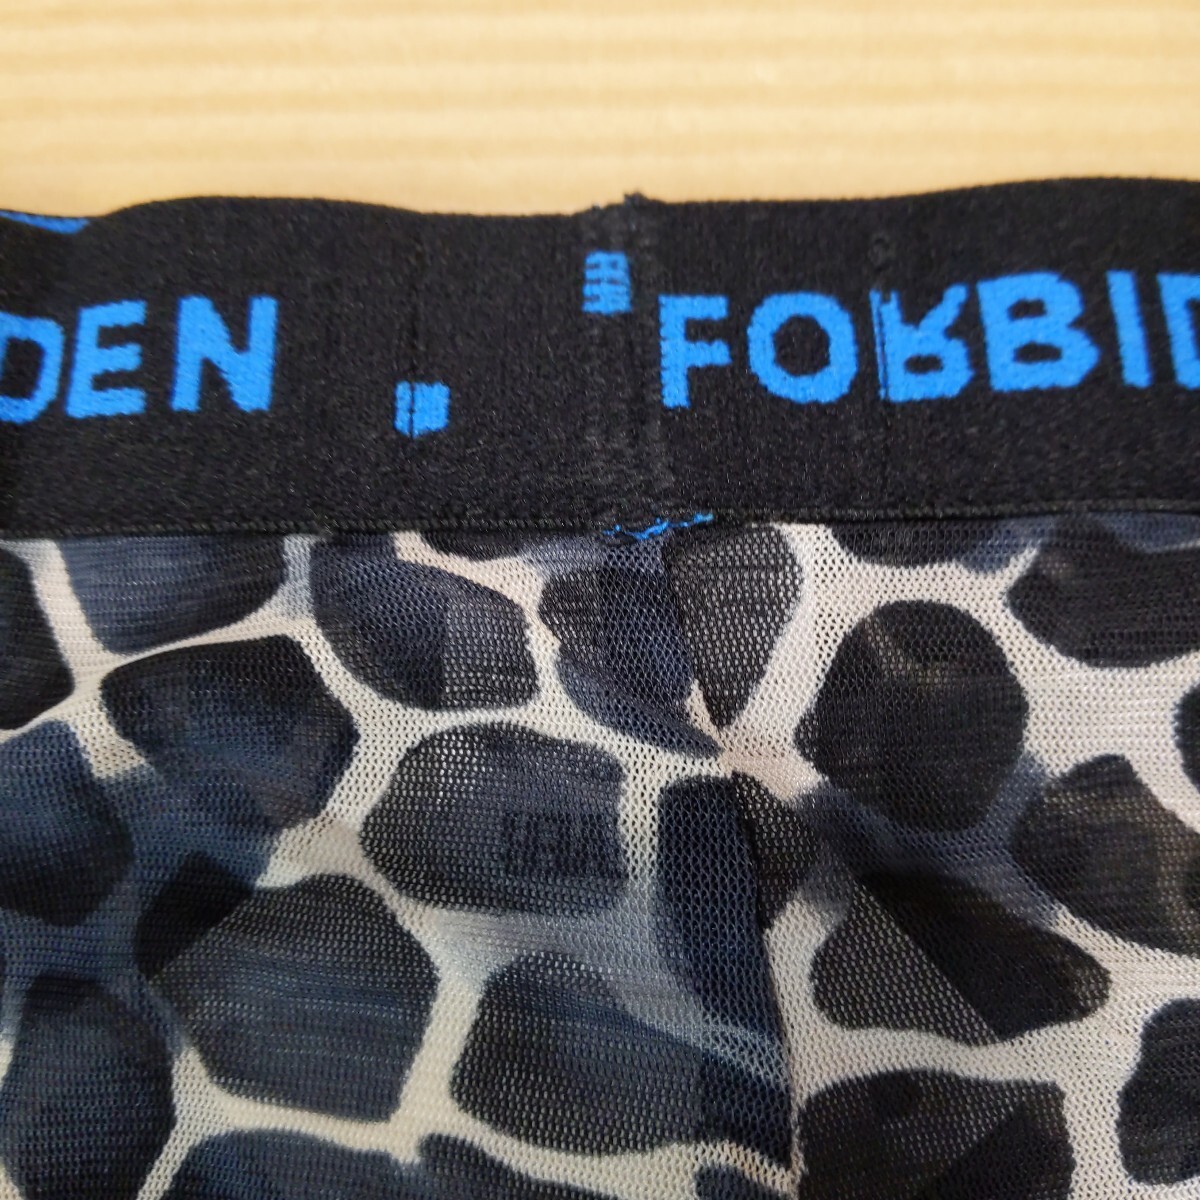 DEN . FORBID